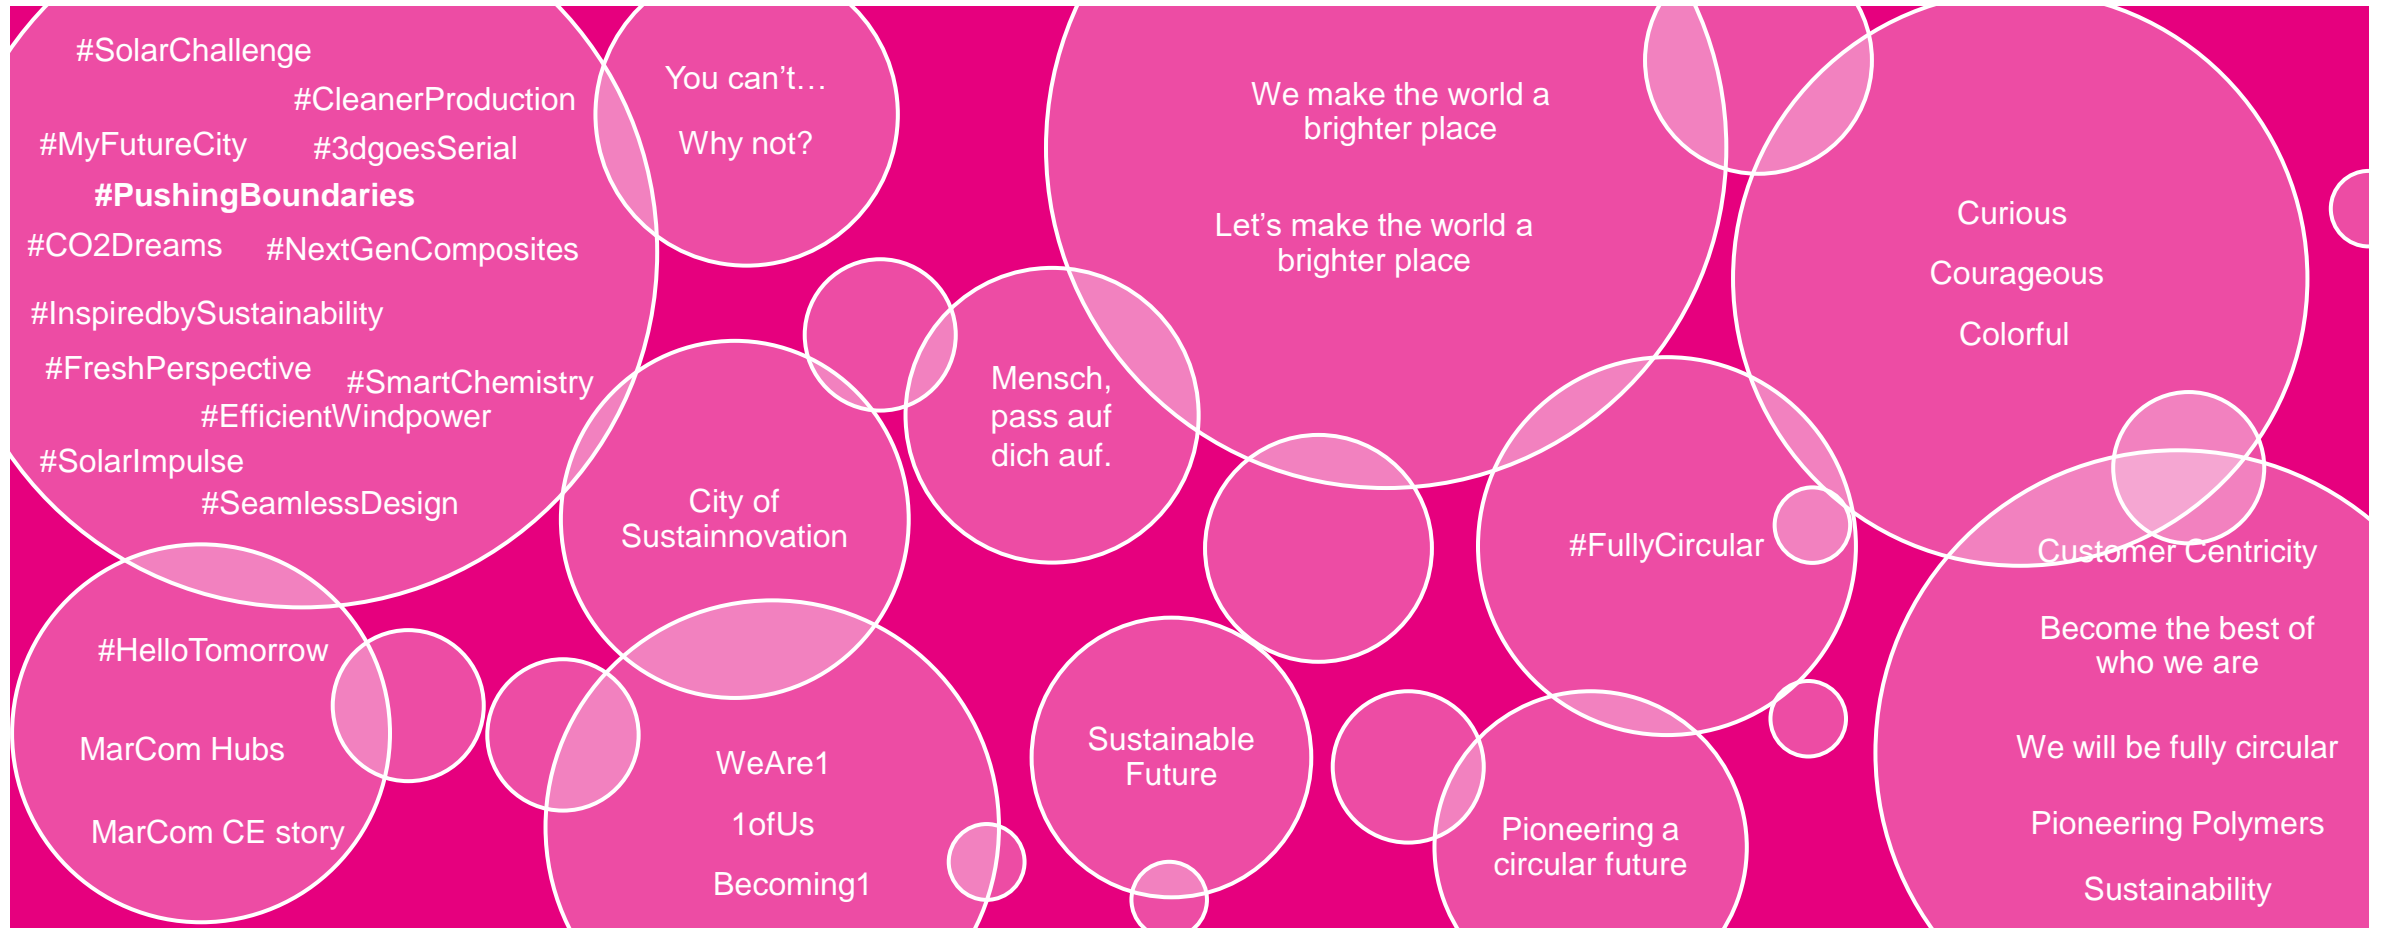 #SolarChallenge
#CleanerProduction
#MyFutureCity
#3dgoesSerial
#PushingBoundaries
#CO2Dreams
#NextGenComposites
#InspiredbySustainability
#FreshPerspective
#SmartChemistry
#EfficientWindpower
#SolarImpulse
#SeamlessDesign
You can’t…
Why not?
We make the world a
brighter place
Let’s make the world a
brighter place
Curious
Courageous
Colorful
Mensch,
pass auf
dich auf.
City of
Sustainnovation
#FullyCircular
Customer Centricity
Become the best of
who we are
We will be fully circular
Pioneering Polymers
Sustainability
#HelloTomorrow
MarCom Hubs
MarCom CE story
WeAre1
1ofUs
Becoming1
Sustainable
Future
Pioneering a
circular future